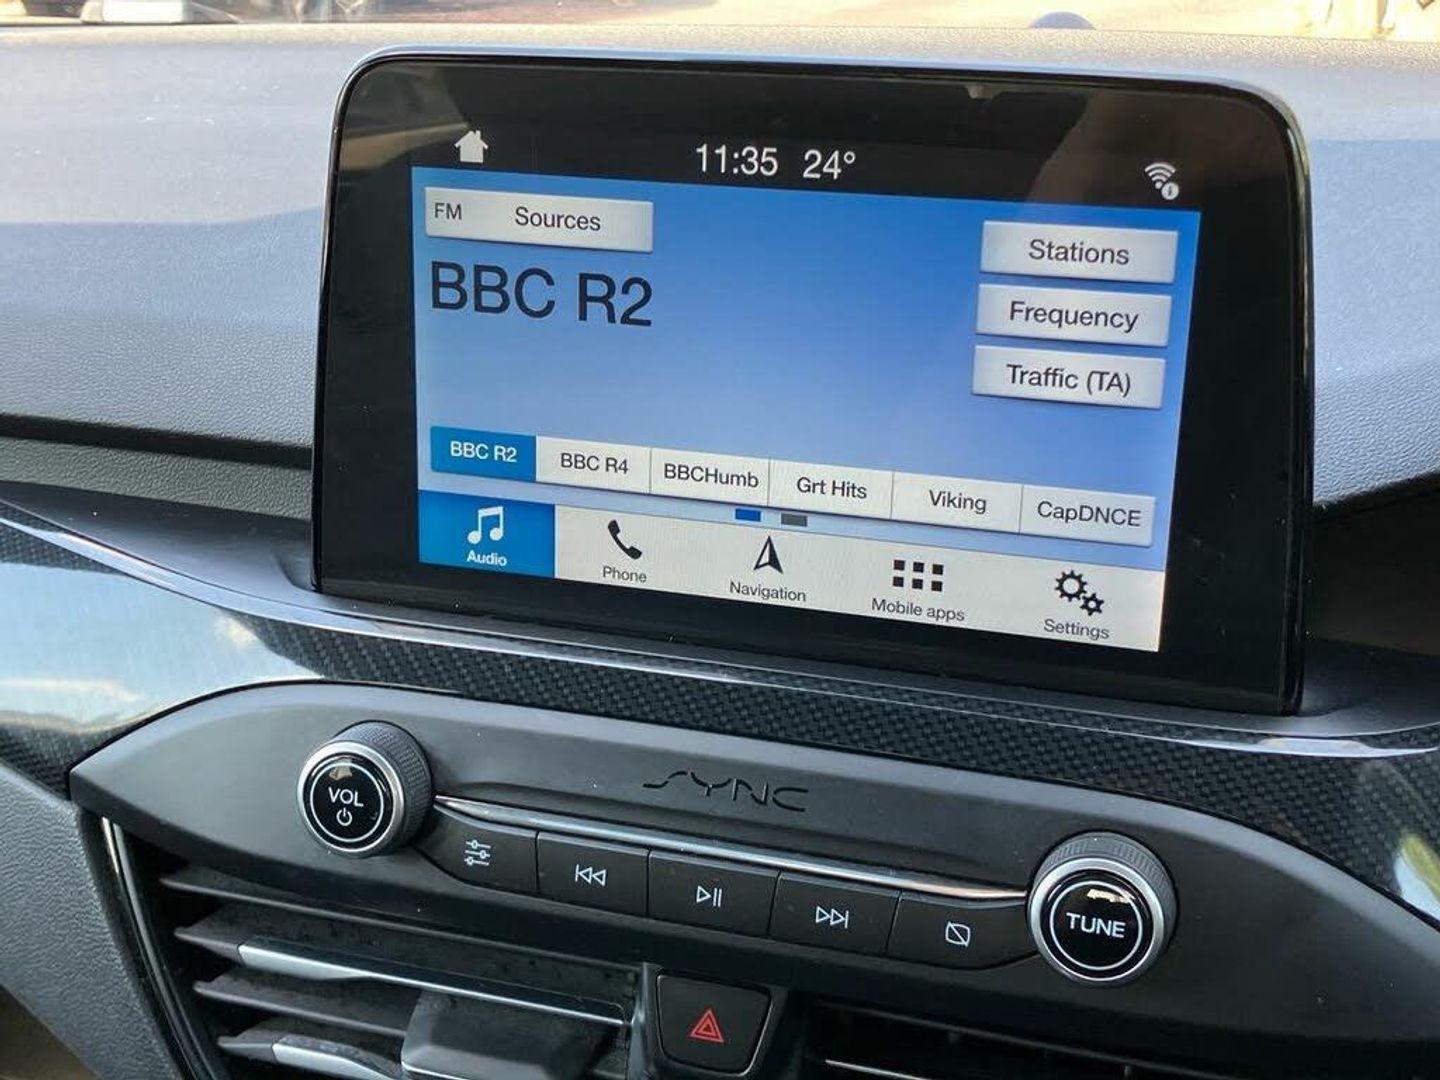 11:35 24°
FM Sources
BBC R2
Stations
Frequency
Traffic (TA)
BBC R2 BBC R4 BBCHumb Grt Hits Viking CapDNCE
Audio Phone Navigation Mobile apps Settings
SYNC
VOL
TUNE